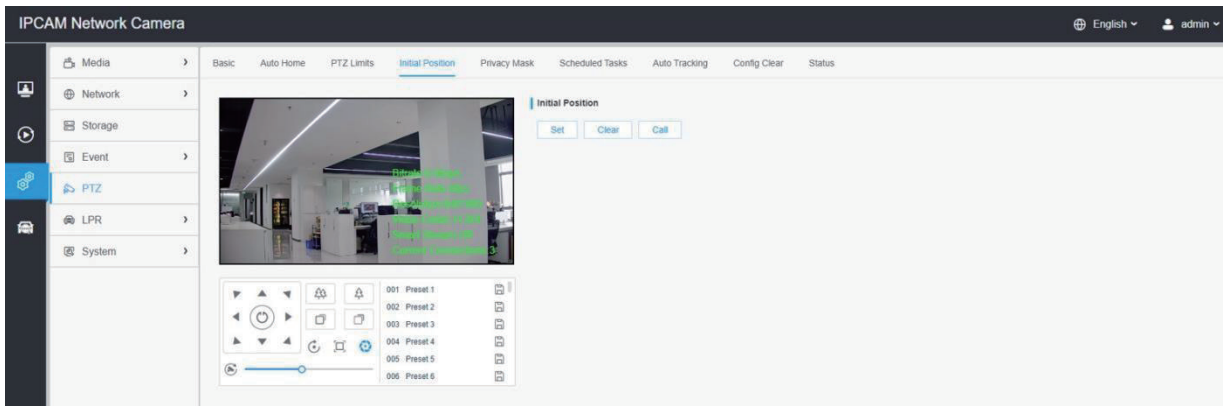 IPCAM Network Camera
English
admin
Media
Network
Storage
Event
PTZ
LPR
System
Basic Auto Home PTZ Limits Initial Position Privacy Mask Scheduled Tasks Auto Tracking Config Clear Status
Initial Position
Set Clear Call
001 Preset 1
002 Preset 2
003 Preset 3
004 Preset 4
005 Preset 5
006 Preset 6